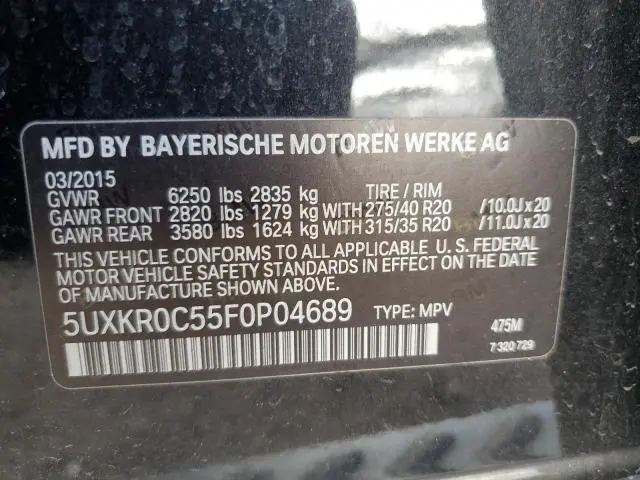 MFD BY BAYERISCHE MOTOREN WERKE AG
03/2015
GVWR 6250 lbs 2835 kg TIRE / RIM
GAWR FRONT 2820 lbs 1279 kg WITH 275/40 R20 /10.0J x 20
GAWR REAR 3580 lbs 1624 kg WITH 315/35 R20 /11.0J x 20
THIS VEHICLE CONFORMS TO ALL APPLICABLE U. S. FEDERAL
MOTOR VEHICLE SAFETY STANDARDS IN EFFECT ON THE DATE
OF MANUFACTURE SHOWN ABOVE.
5UXKR0C55F0P04689 TYPE: MPV
475M
7 320 729